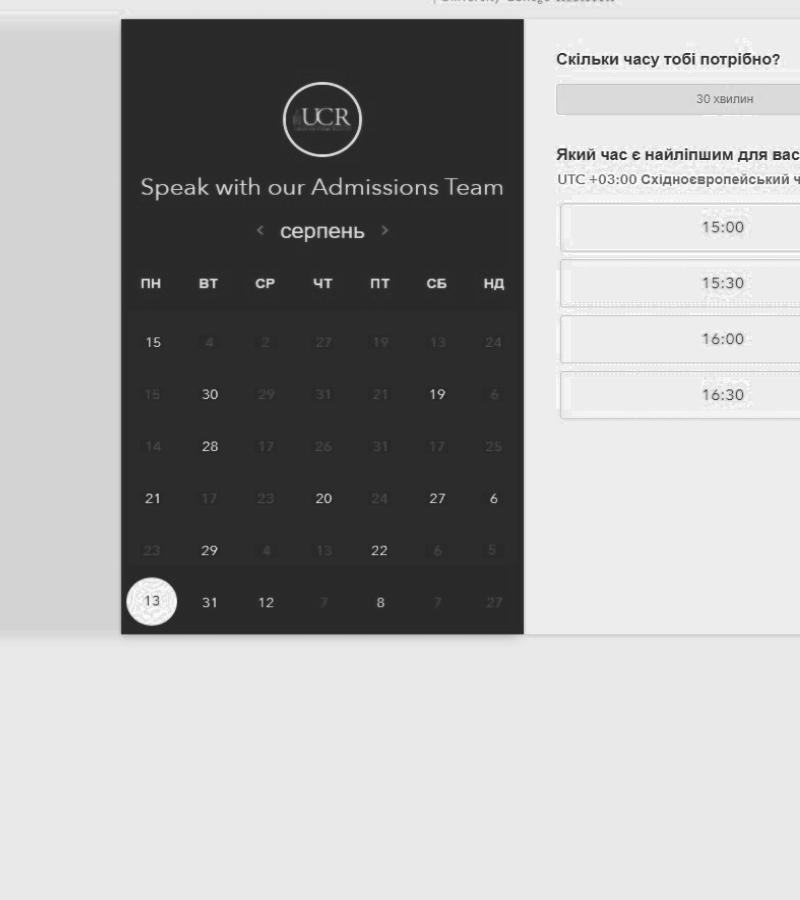 UCR
Speak with our Admissions Team
< серпень >
ПН ВТ СР ЧТ ПТ СБ НД
15 4 2 27 19 13 24
15 30 29 31 21 19 6
14 28 17 26 31 17 25
21 17 23 20 24 27 6
23 29 4 13 22 6 5
13 31 12 7 8 7 27
Скільки часу тобі потрібно?
30 хвилин
Який час є найліпшим для вас
UTC +03:00 Східноєвропейський ч
15:00
15:30
16:00
16:30